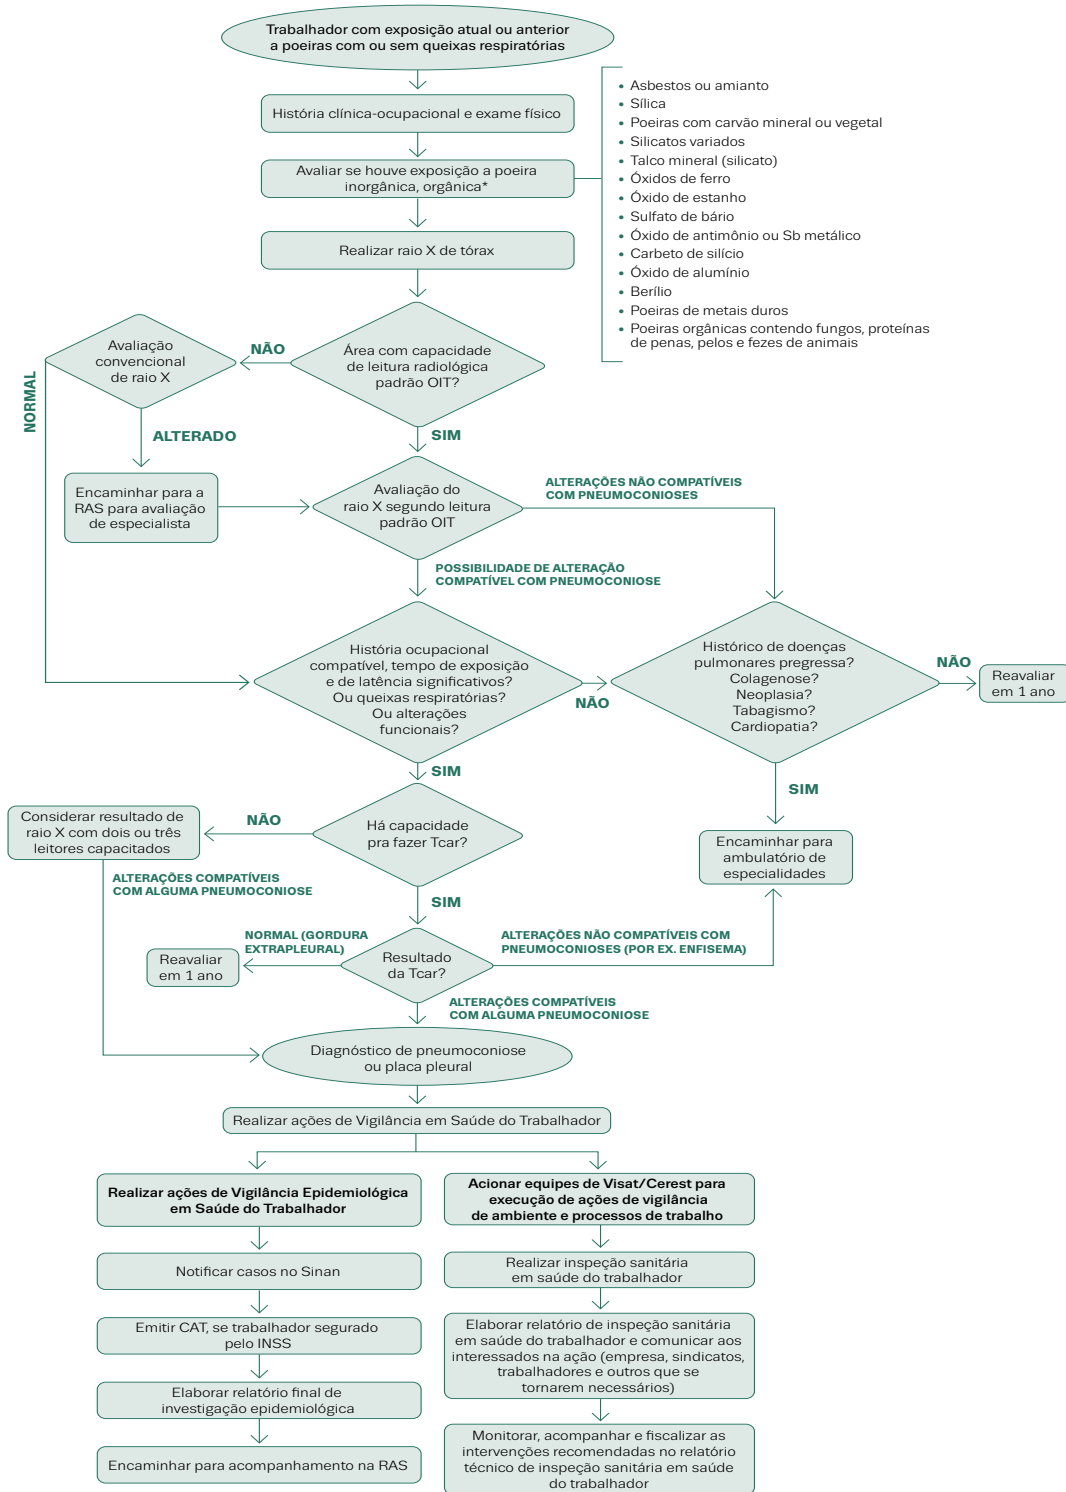 Trabalhador com exposição atual ou anterior
a poeiras com ou sem queixas respiratórias
História clínica-ocupacional e exame físico
Avaliar se houve exposição a poeira
inorgânica, orgânica*
• Asbestos ou amianto
• Sílica
• Poeiras com carvão mineral ou vegetal
• Silicatos variados
• Talco mineral (silicato)
• Óxidos de ferro
• Óxido de estanho
• Sulfato de bário
• Óxido de antimônio ou Sb metálico
• Carbeto de silício
• Óxido de alumínio
• Berílio
• Poeiras de metais duros
• Poeiras orgânicas contendo fungos, proteínas
de penas, pelos e fezes de animais
Realizar raio X de tórax
Área com capacidade
de leitura radiológica
padrão OIT?
NÃO
Avaliação
convencional
de raio X
NORMAL
ALTERADO
SIM
Encaminhar para a
RAS para avaliação
de especialista
Avaliação do
raio X segundo leitura
padrão OIT
ALTERAÇÕES NÃO COMPATÍVEIS
COM PNEUMOCONIOSES
POSSIBILIDADE DE ALTERAÇÃO
COMPATÍVEL COM PNEUMOCONIOSE
História ocupacional
compatível, tempo de exposição
e de latência significativos?
Ou queixas respiratórias?
Ou alterações
funcionais?
NÃO
Histórico de doenças
pulmonares pregressa?
Colagenose?
Neoplasia?
Tabagismo?
Cardiopatia?
NÃO
Reavaliar
em 1 ano
SIM
SIM
Há capacidade
pra fazer Tcar?
NÃO
Considerar resultado de
raio X com dois ou três
leitores capacitados
Encaminhar para
ambulatório de
especialidades
ALTERAÇÕES COMPATÍVEIS
COM ALGUMA PNEUMOCONIOSE
SIM
Resultado
da Tcar?
NORMAL (GORDURA
EXTRAPLEURAL)
Reavaliar
em 1 ano
ALTERAÇÕES NÃO COMPATÍVEIS COM
PNEUMOCONIOSES (POR EX. ENFISEMA)
ALTERAÇÕES COMPATÍVEIS
COM ALGUMA PNEUMOCONIOSE
Diagnóstico de pneumoconiose
ou placa pleural
Realizar ações de Vigilância em Saúde do Trabalhador
Realizar ações de Vigilância Epidemiológica
em Saúde do Trabalhador
Notificar casos no Sinan
Emitir CAT, se trabalhador segurado
pelo INSS
Elaborar relatório final de
investigação epidemiológica
Encaminhar para acompanhamento na RAS
Acionar equipes de Visat/Cerest para
execução de ações de vigilância
de ambiente e processos de trabalho
Realizar inspeção sanitária
em saúde do trabalhador
Elaborar relatório de inspeção sanitária
em saúde do trabalhador e comunicar aos
interessados na ação (empresa, sindicatos,
trabalhadores e outros que se
tornarem necessários)
Monitorar, acompanhar e fiscalizar as
intervenções recomendadas no relatório
técnico de inspeção sanitária em saúde
do trabalhador